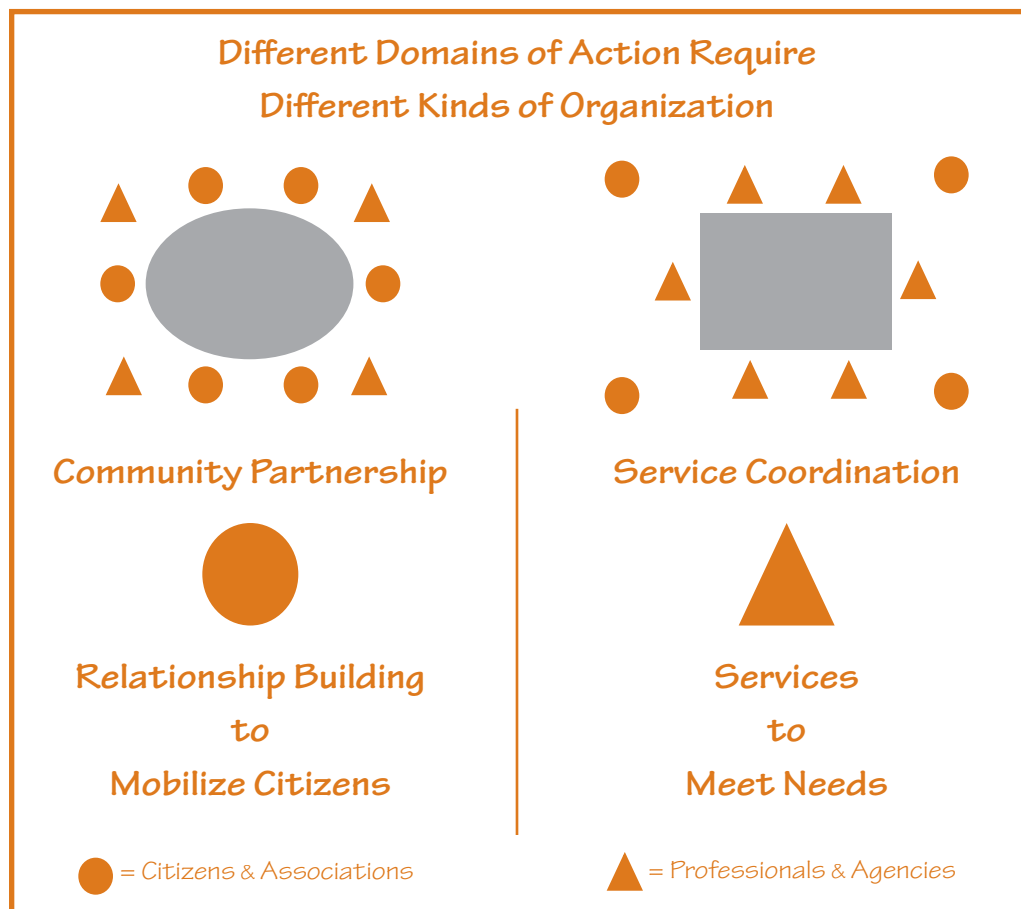 Different Domains of Action Require
Different Kinds of Organization
Community Partnership
Relationship Building
to
Mobilize Citizens
Service Coordination
Services
to
Meet Needs
= Citizens & Associations
= Professionals & Agencies